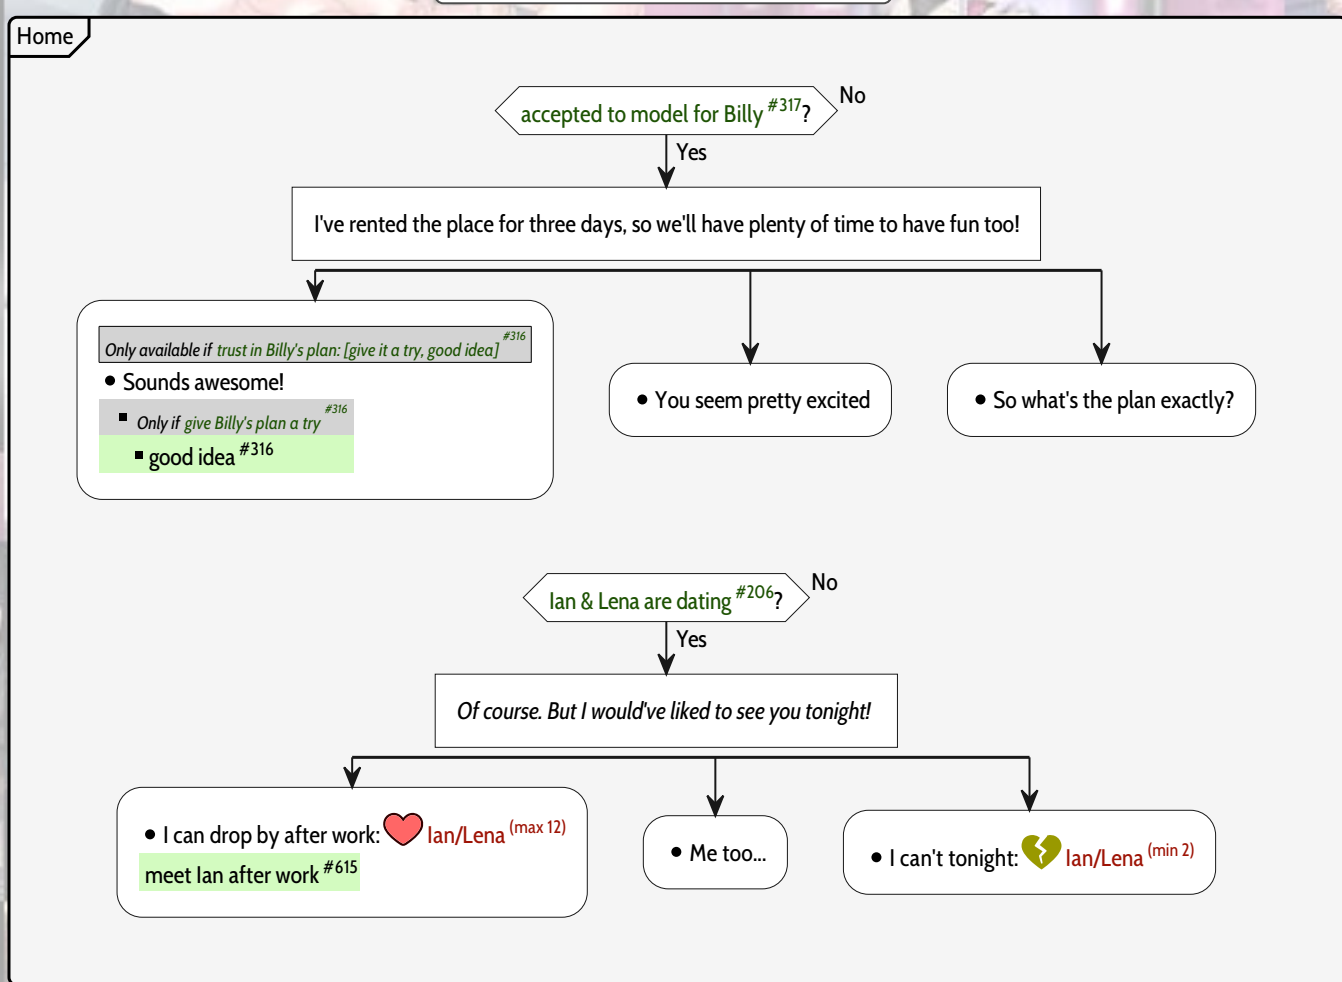 Home
accepted to model for Billy #317?
No
Yes
I've rented the place for three days, so we'll have plenty of time to have fun too!
Only available if trust in Billy's plan: [give it a try, good idea] #316
• Sounds awesome!
▪ Only if give Billy's plan a try #316
▪ good idea #316
• You seem pretty excited
• So what's the plan exactly?
Ian & Lena are dating #206?
No
Yes
Of course. But I would've liked to see you tonight!
• I can drop by after work: Ian/Lena (max 12)
meet Ian after work #615
• Me too...
• I can't tonight: Ian/Lena (min 2)